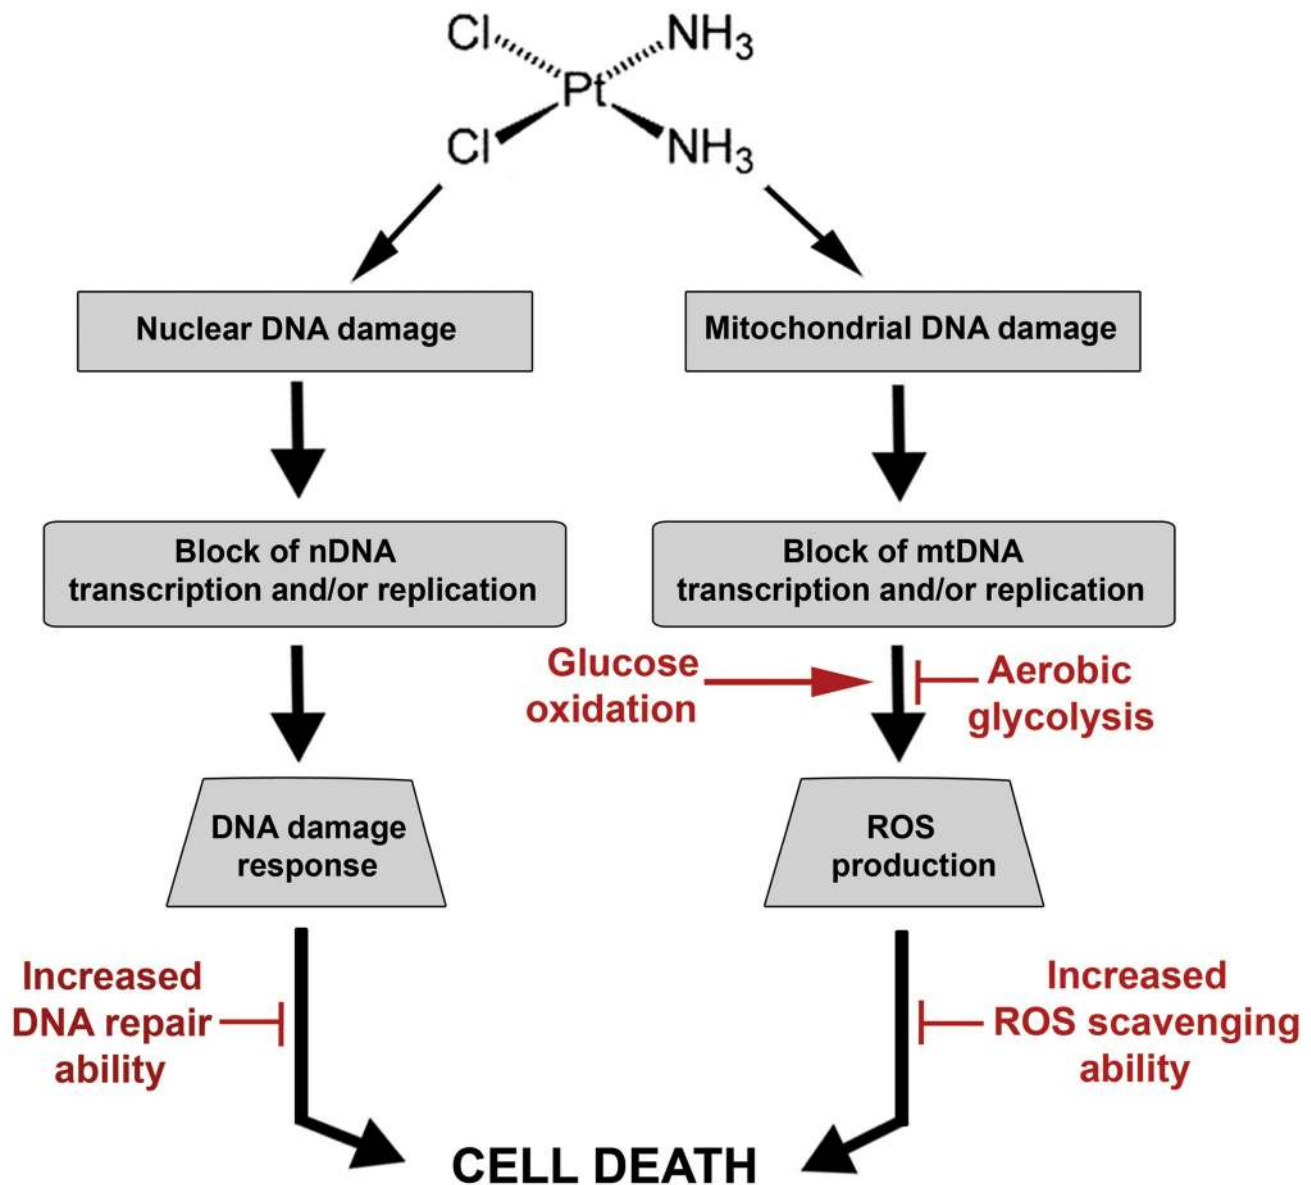 Cl NH3
Pt
Cl NH3
Nuclear DNA damage
Mitochondrial DNA damage
Block of nDNA
transcription and/or replication
Block of mtDNA
transcription and/or replication
Glucose
oxidation
Aerobic
glycolysis
DNA damage
response
ROS
production
Increased
DNA repair
ability
Increased
ROS scavenging
ability
CELL DEATH